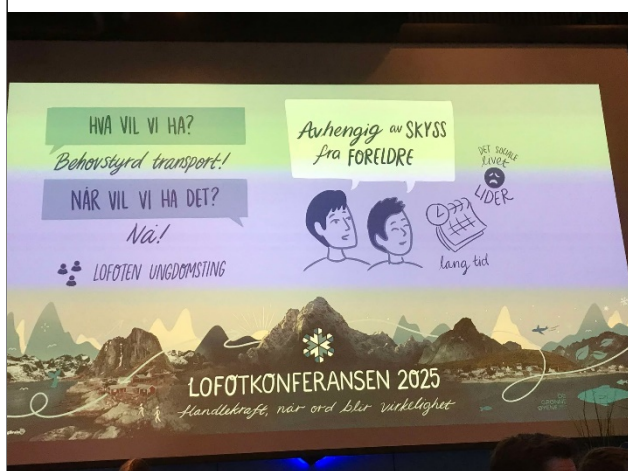 HVA VIL VI HA?
Behovstyrd transport!
NÅR VIL VI HA DET?
Nå!
LOFOTEN UNGDOMSTING
Avhengig av SKYSS
fra FORELDRE
DET SOSIALE
livet
LIDER
lang tid
LOFOTKONFERANSEN 2025
Handlekraft, når ord blir virkelighet